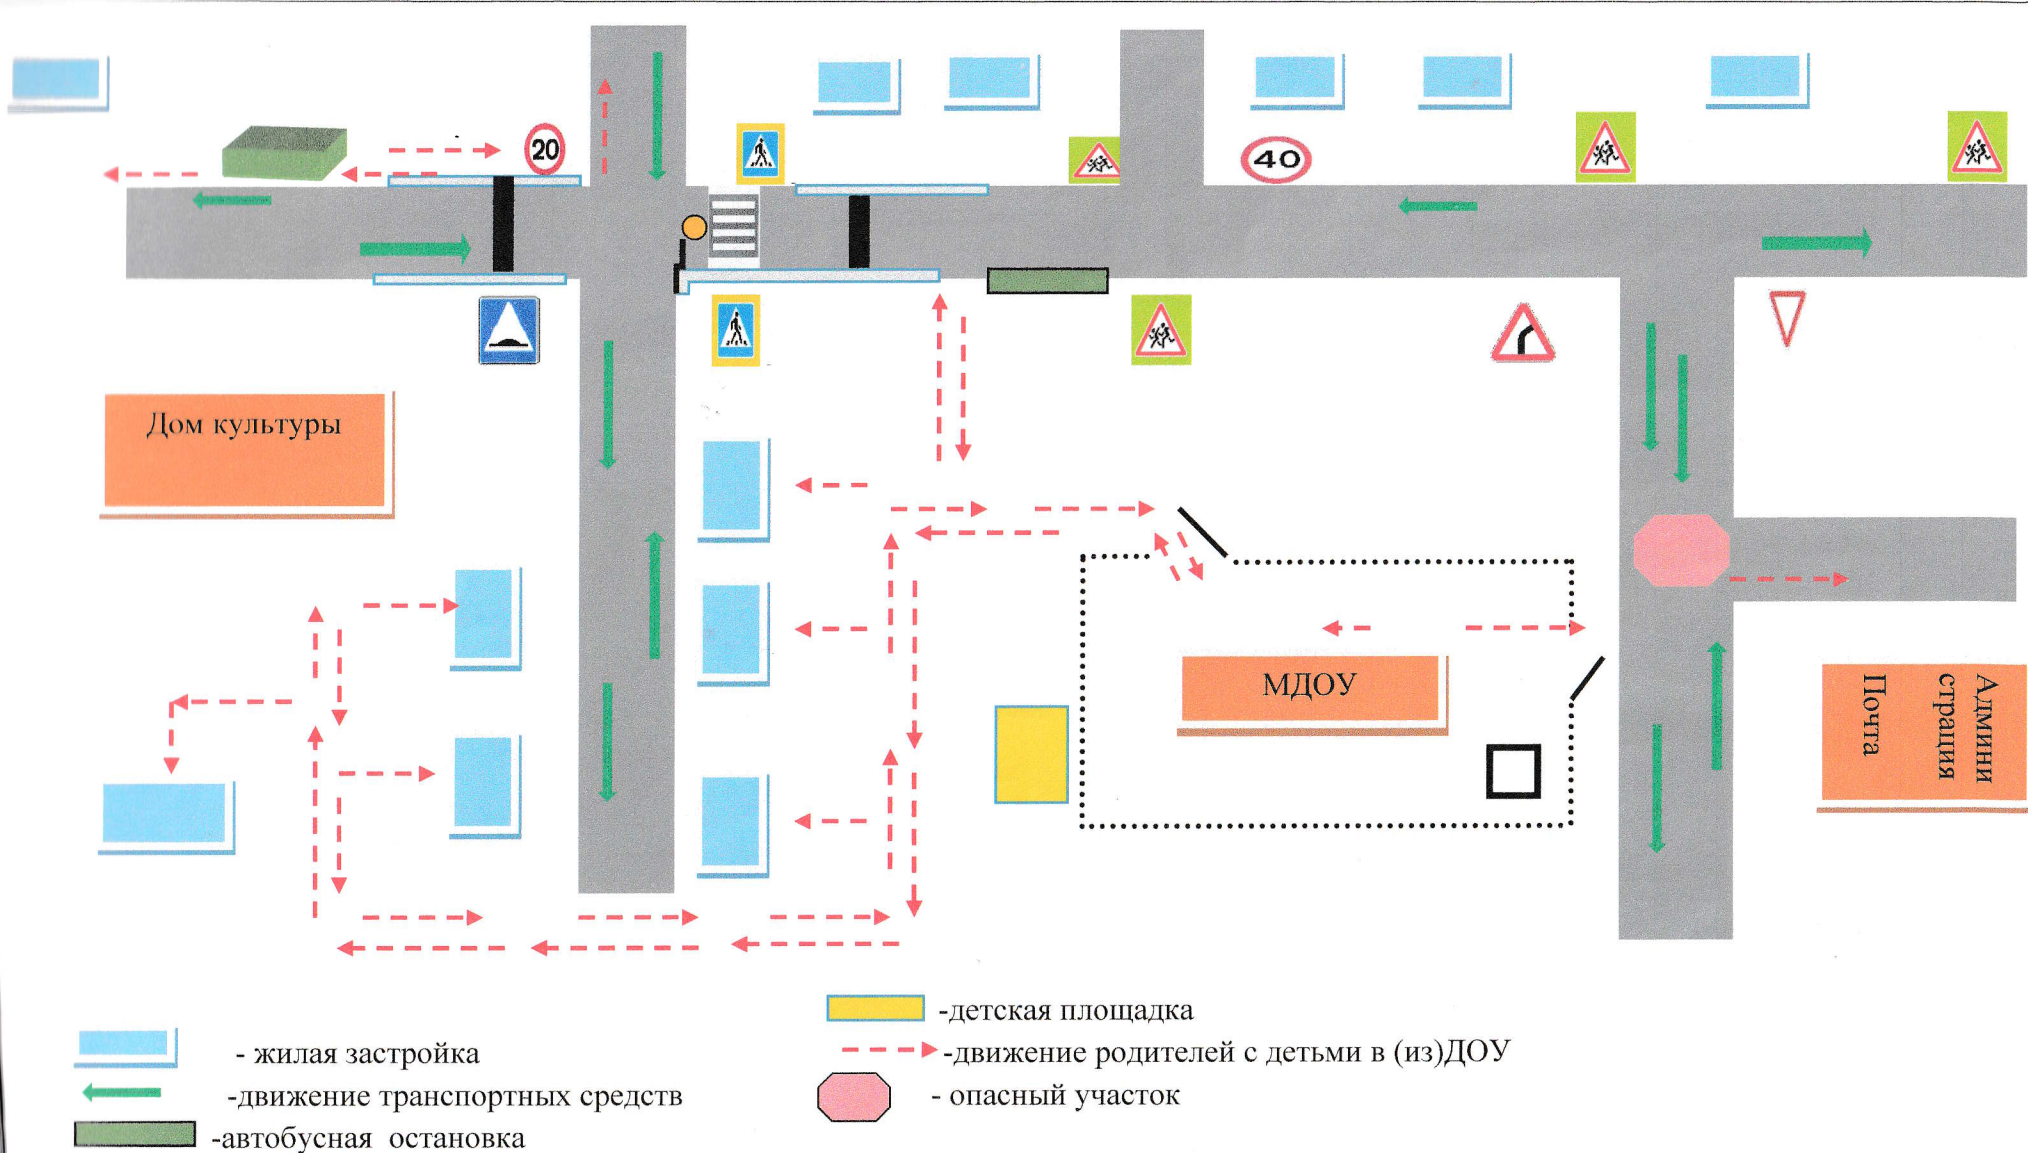 20
40
Дом культуры
МДОУ
Админи
страция
Почта
- жилая застройка
-движение транспортных средств
-автобусная остановка
-детская площадка
-движение родителей с детьми в (из)ДОУ
- опасный участок